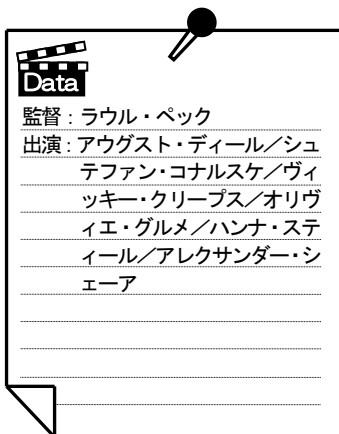 Data
監督:ラウル・ペック
出演:アウグスト・ディール/シュ
テファン・コナルスケ/ヴィ
ッキー・クリープス/オリヴ
ィエ・グルメ/ハンナ・ステ
ィール/アレクサンダー・シ
ェーア